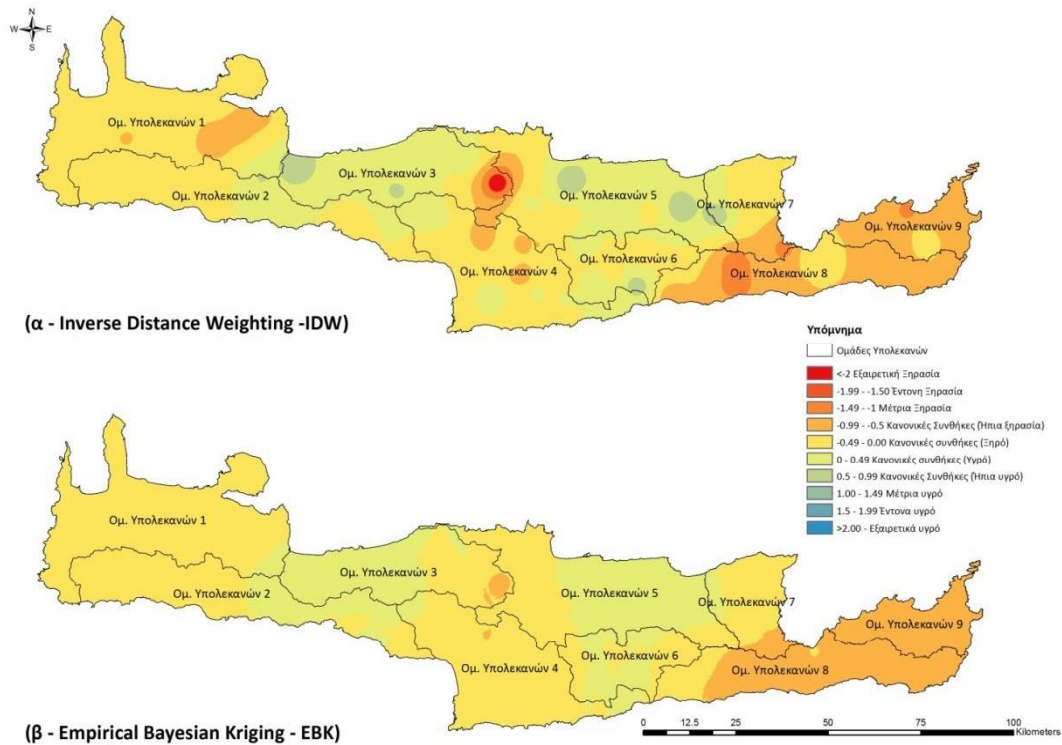 N
W E
S
Ομ. Υπολεκανών 1
Ομ. Υπολεκανών 2
Ομ. Υπολεκανών 3
Ομ. Υπολεκανών 4
Ομ. Υπολεκανών 5
Ομ. Υπολεκανών 6
Ομ. Υπολεκανών 7
Ομ. Υπολεκανών 8
Ομ. Υπολεκανών 9
(α - Inverse Distance Weighting -IDW)
Υπόμνημα
Ομάδες Υπολεκανών
<-2 Εξαιρετική Ξηρασία
-1.99 - -1.50 Έντονη Ξηρασία
-1.49 - -1 Μέτρια Ξηρασία
-0.99 - -0.5 Κανονικές Συνθήκες (Ήπια ξηρασία)
-0.49 - 0.00 Κανονικές συνθήκες (Ξηρό)
0 - 0.49 Κανονικές συνθήκες (Υγρό)
0.5 - 0.99 Κανονικές Συνθήκες (Ήπια υγρό)
1.00 - 1.49 Μέτρια υγρό
1.5 - 1.99 Έντονα υγρό
>2.00 - Εξαιρετικά υγρό
Ομ. Υπολεκανών 1
Ομ. Υπολεκανών 2
Ομ. Υπολεκανών 3
Ομ. Υπολεκανών 4
Ομ. Υπολεκανών 5
Ομ. Υπολεκανών 6
Ομ. Υπολεκανών 7
Ομ. Υπολεκανών 8
Ομ. Υπολεκανών 9
(β - Empirical Bayesian Kriging - EBK)
0 12.5 25 50 75 100
Kilometers